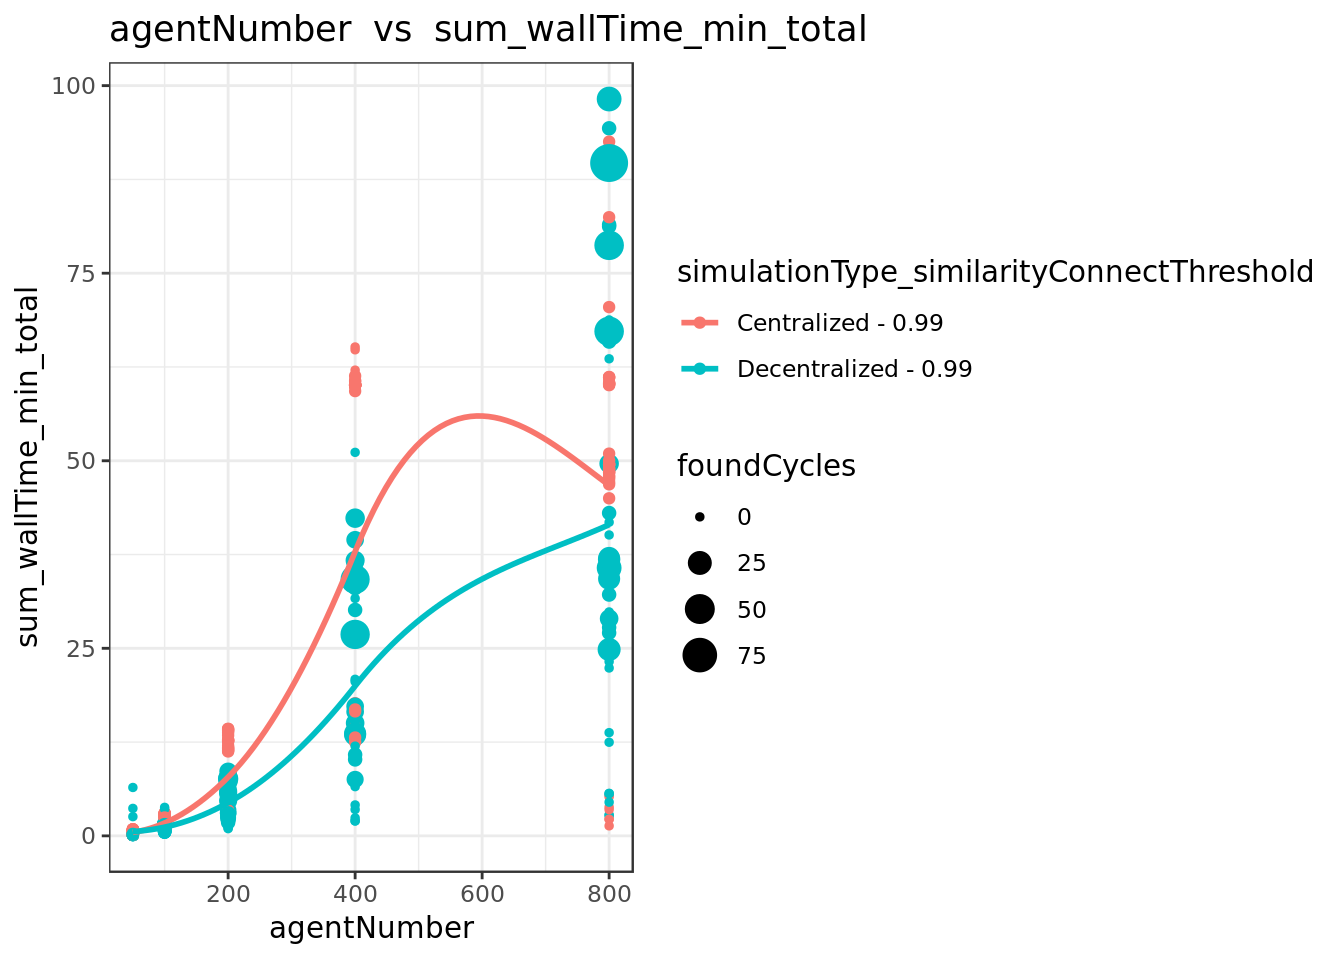 agentNumber  vs  sum_wallTime_min_total
sum_wallTime_min_total
100
75
50
25
0
200
400
600
800
agentNumber
simulationType_similarityConnectThreshold
Centralized - 0.99
Decentralized - 0.99
foundCycles
0
25
50
75